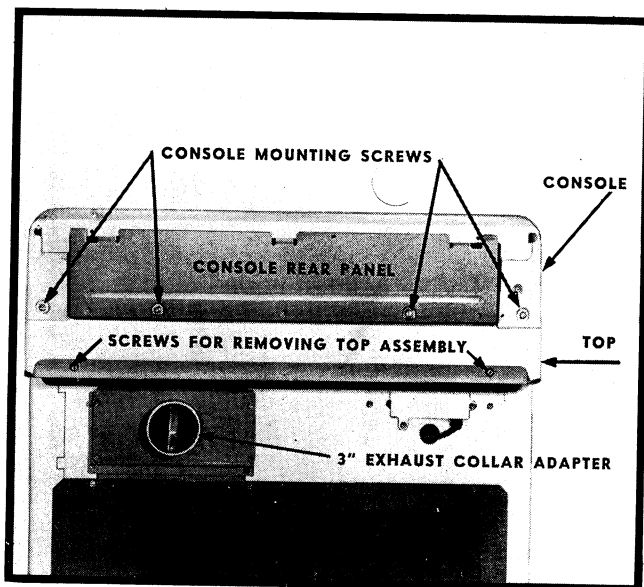 CONSOLE MOUNTING SCREWS
CONSOLE
CONSOLE REAR PANEL
SCREWS FOR REMOVING TOP ASSEMBLY
TOP
3" EXHAUST COLLAR ADAPTER